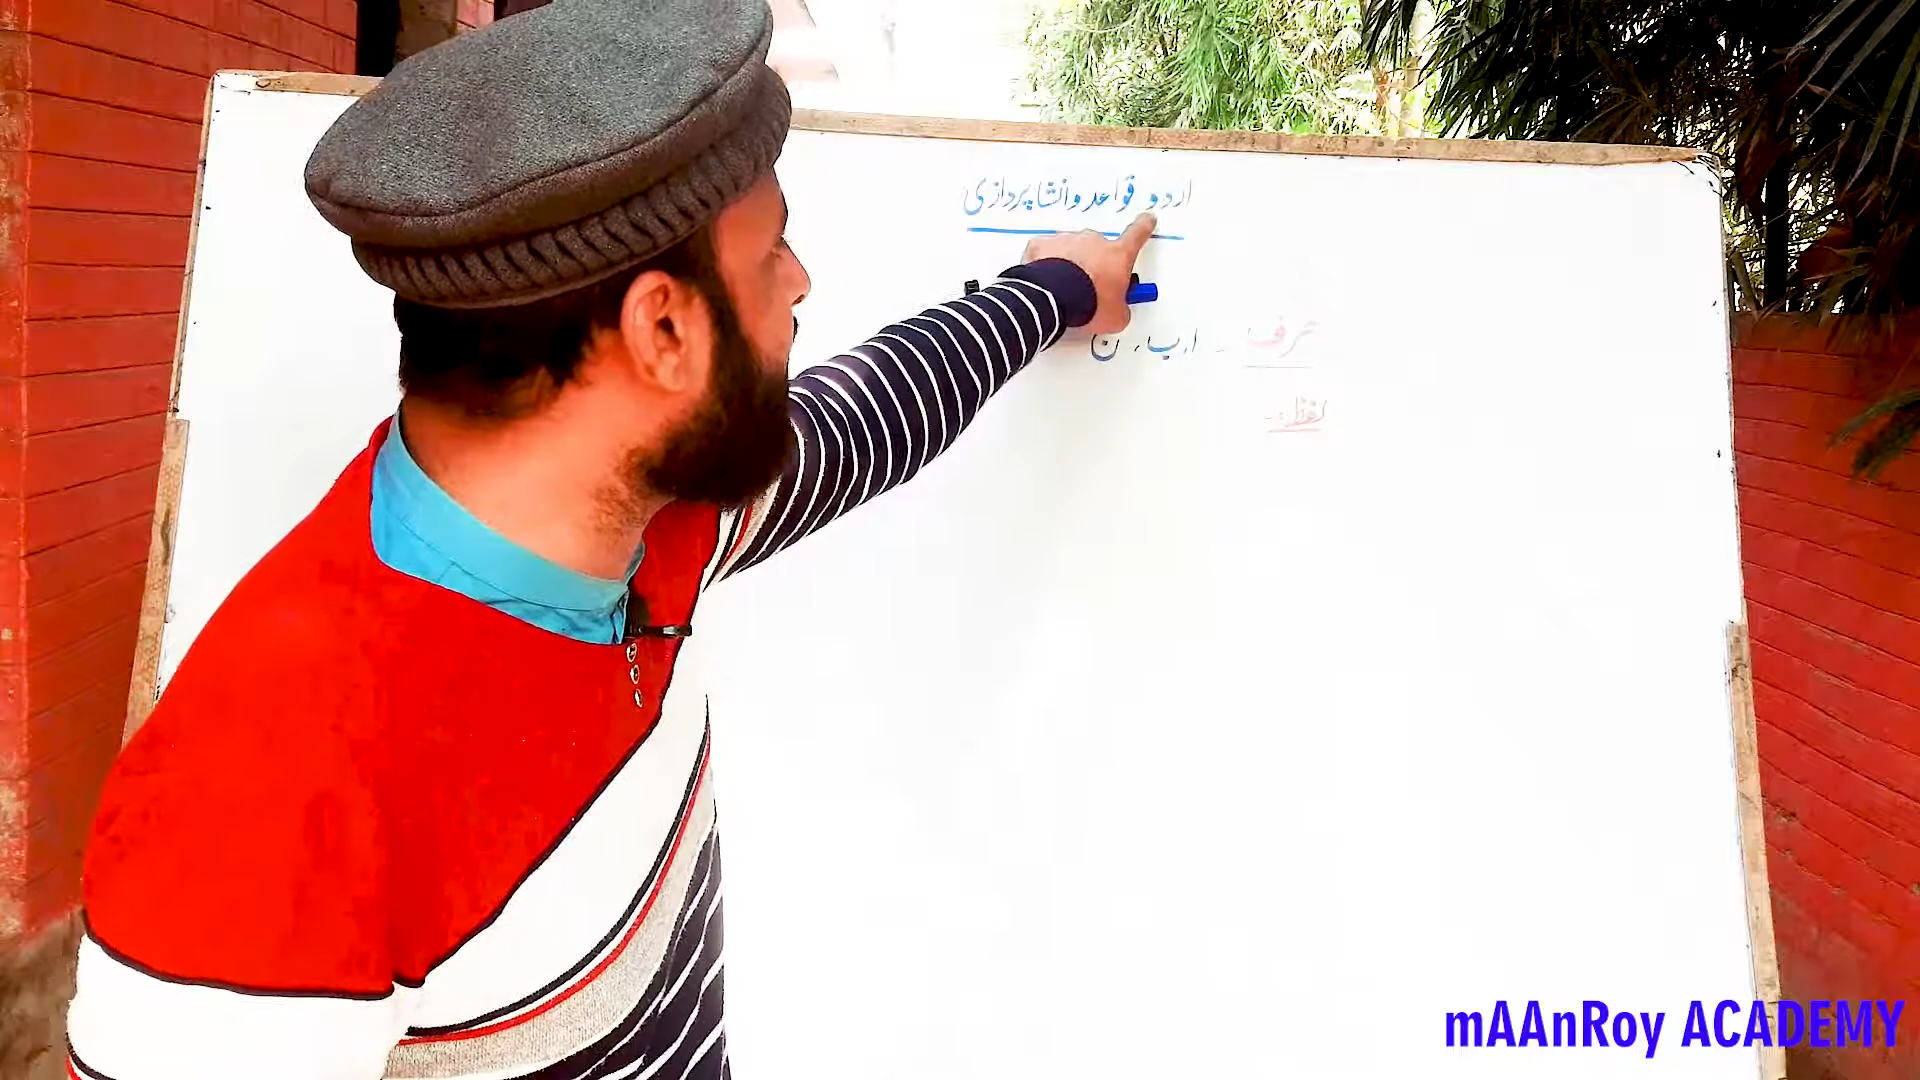 اردو قواعد و انشا پردازی
حرف - ا، ب، ن
لفظ :-
mAAnRoy ACADEMY